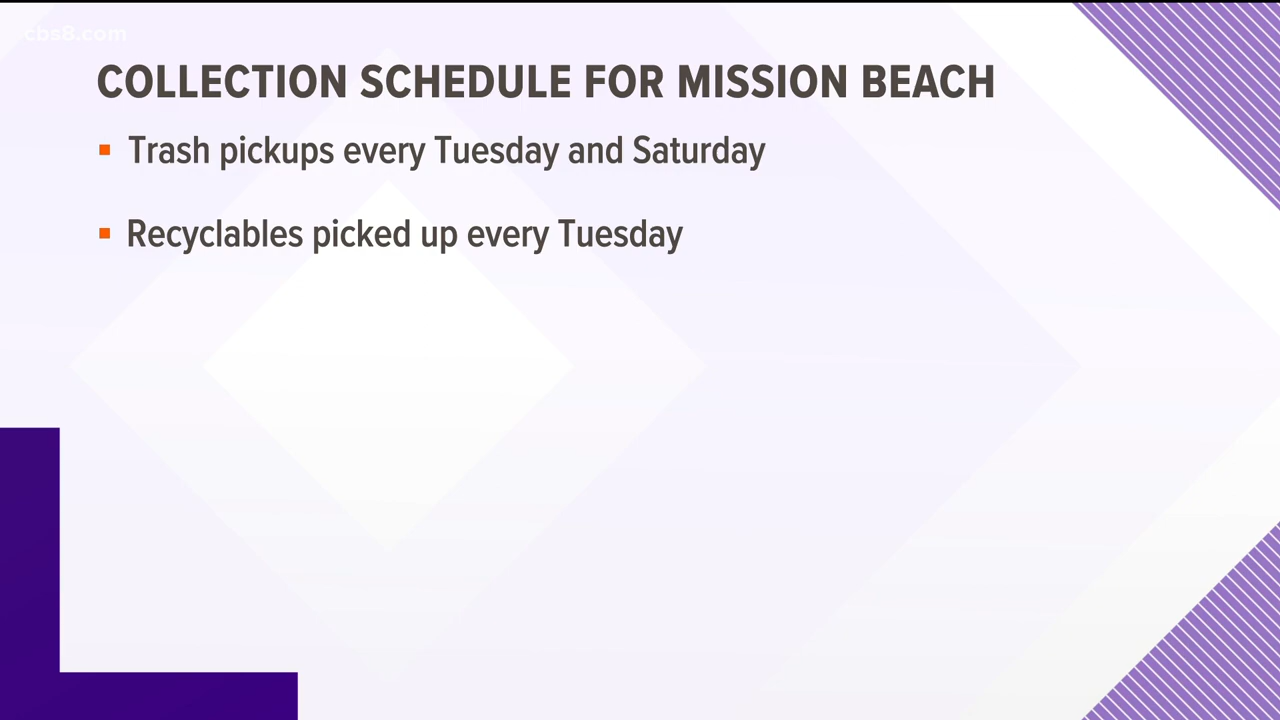 cbs8.com
COLLECTION SCHEDULE FOR MISSION BEACH
Trash pickups every Tuesday and Saturday
Recyclables picked up every Tuesday